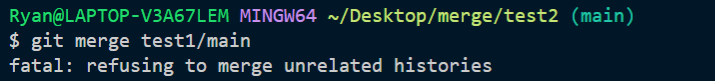 Ryan@LAPTOP-V3A67LEM MINGW64 ~/Desktop/merge/test2 (main)
$ git merge test1/main
fatal: refusing to merge unrelated histories